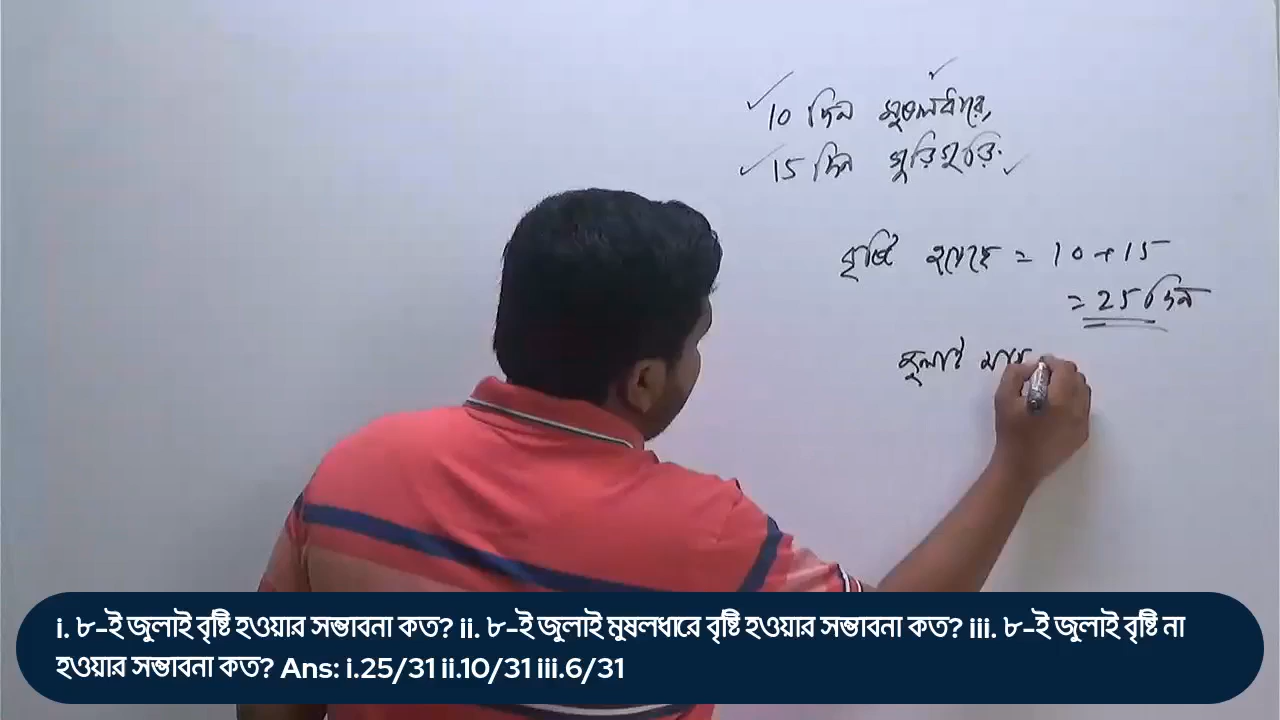 10 দিন মুষলধারে,
15 দিন গুরিগুরি.
বৃষ্টি হয়েছে = 10+15
= 25 দিন
জুলাই মাস
i. ৮-ই জুলাই বৃষ্টি হওয়ার সম্ভাবনা কত? ii. ৮-ই জুলাই মুষলধারে বৃষ্টি হওয়ার সম্ভাবনা কত? iii. ৮-ই জুলাই বৃষ্টি না
হওয়ার সম্ভাবনা কত? Ans: i.25/31 ii.10/31 iii.6/31